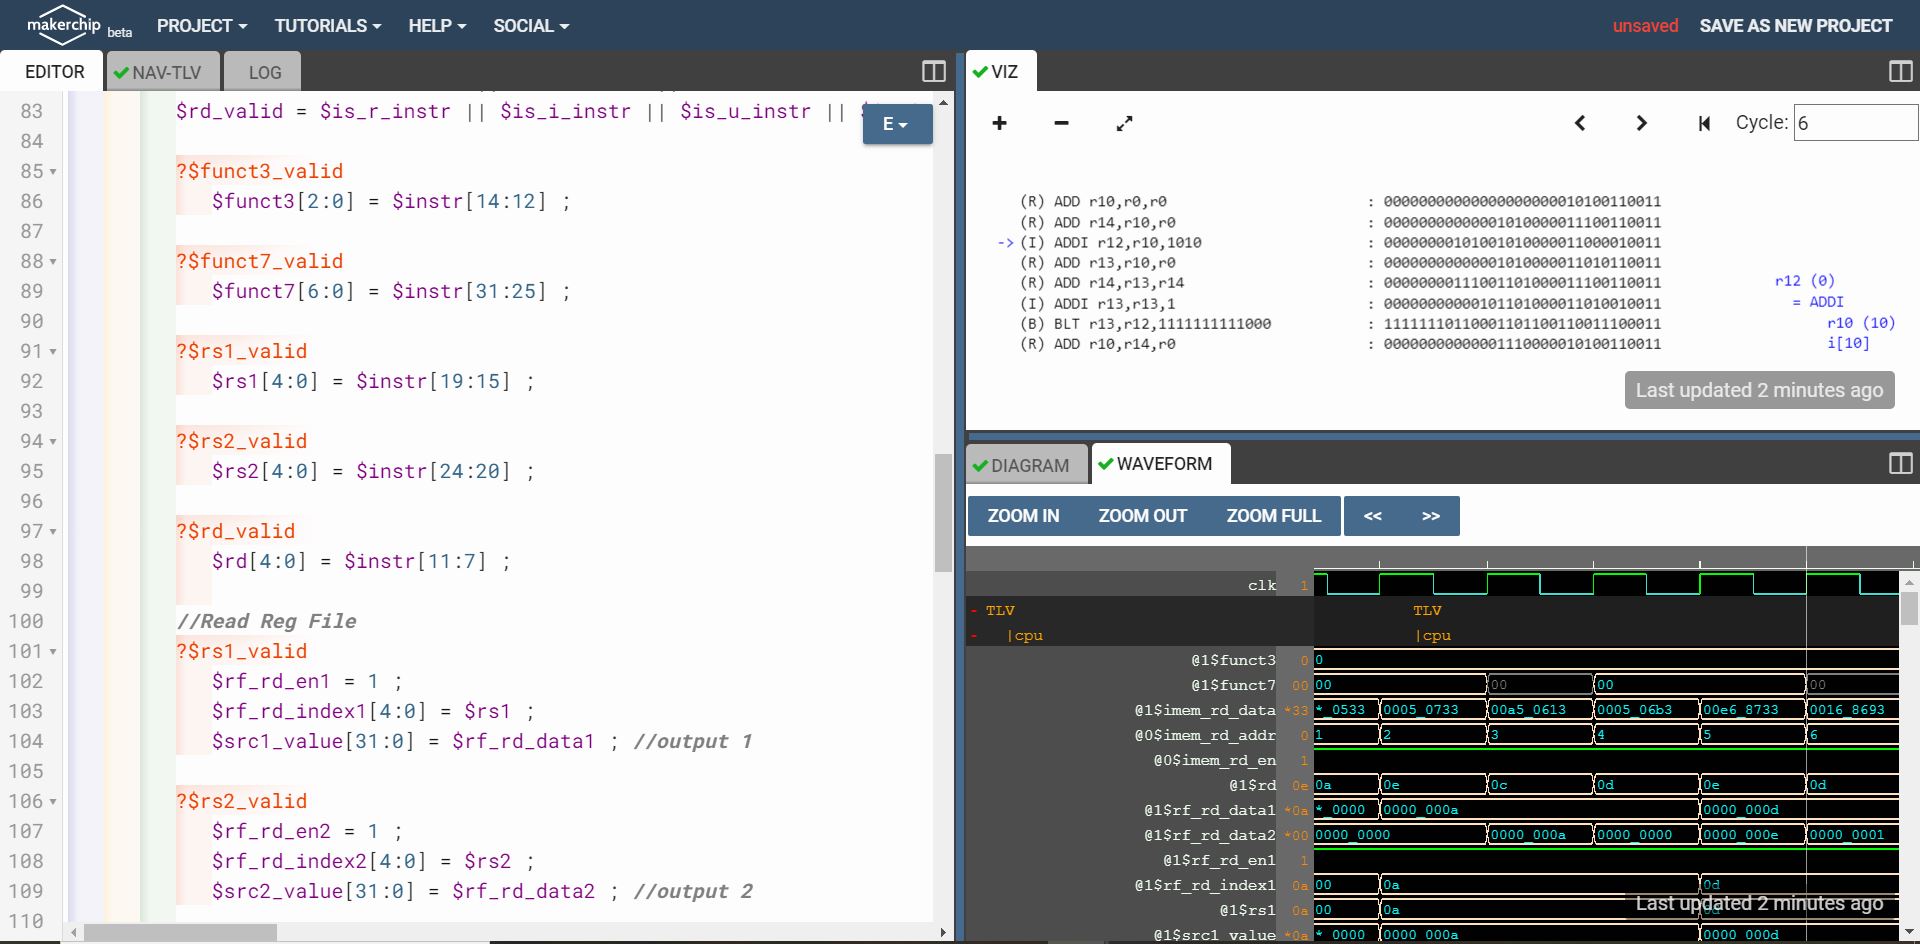 makerchip beta PROJECT TUTORIALS HELP SOCIAL unsaved SAVE AS NEW PROJECT
EDITOR NAV-TLV LOG
83 $rd_valid = $is_r_instr || $is_i_instr || $is_u_instr ||
E
84
85 ?$funct3_valid
86 $funct3[2:0] = $instr[14:12] ;
87
88 ?$funct7_valid
89 $funct7[6:0] = $instr[31:25] ;
90
91 ?$rs1_valid
92 $rs1[4:0] = $instr[19:15] ;
93
94 ?$rs2_valid
95 $rs2[4:0] = $instr[24:20] ;
96
97 ?$rd_valid
98 $rd[4:0] = $instr[11:7] ;
99
100 //Read Reg File
101 ?$rs1_valid
102 $rf_rd_en1 = 1 ;
103 $rf_rd_index1[4:0] = $rs1 ;
104 $src1_value[31:0] = $rf_rd_data1 ; //output 1
105
106 ?$rs2_valid
107 $rf_rd_en2 = 1 ;
108 $rf_rd_index2[4:0] = $rs2 ;
109 $src2_value[31:0] = $rf_rd_data2 ; //output 2
110
VIZ
Cycle: 6
(R) ADD r10,r0,r0 : 00000000000000000000010100110011
(R) ADD r14,r10,r0 : 00000000000001010000011100110011
-> (I) ADDI r12,r10,1010 : 00000000101001010000011000010011
(R) ADD r13,r10,r0 : 00000000000001010000011010110011
(R) ADD r14,r13,r14 : 00000000111001101000011100110011
(I) ADDI r13,r13,1 : 00000000000101101000011010010011
(B) BLT r13,r12,1111111111000 : 11111110110001101100110011100011
(R) ADD r10,r14,r0 : 00000000000001110000010100110011
r12 (0)
= ADDI
r10 (10)
i[10]
Last updated 2 minutes ago
DIAGRAM WAVEFORM
ZOOM IN ZOOM OUT ZOOM FULL << >>
clk 1
- TLV TLV
- |cpu |cpu
@1$funct3 0 0
@1$funct7 00 00 00 00 00
@1$imem_rd_data *33 *_0533 0005_0733 00a5_0613 0005_06b3 00e6_8733 0016_8693
@0$imem_rd_addr 0 1 2 3 4 5 6
@0$imem_rd_en 1
@1$rd 0e 0a 0e 0c 0d 0e 0d
@1$rf_rd_data1 *0a *_0000 0000_000a 0000_000d
@1$rf_rd_data2 *00 0000_0000 0000_000a 0000_0000 0000_000e 0000_0001
@1$rf_rd_en1 1
@1$rf_rd_index1 0a 00 0a 0d
@1$rs1 0a 00 0a 0d
Last updated 2 minutes ago
@1$src1_value *0a *_0000 0000_000a 0000_000d